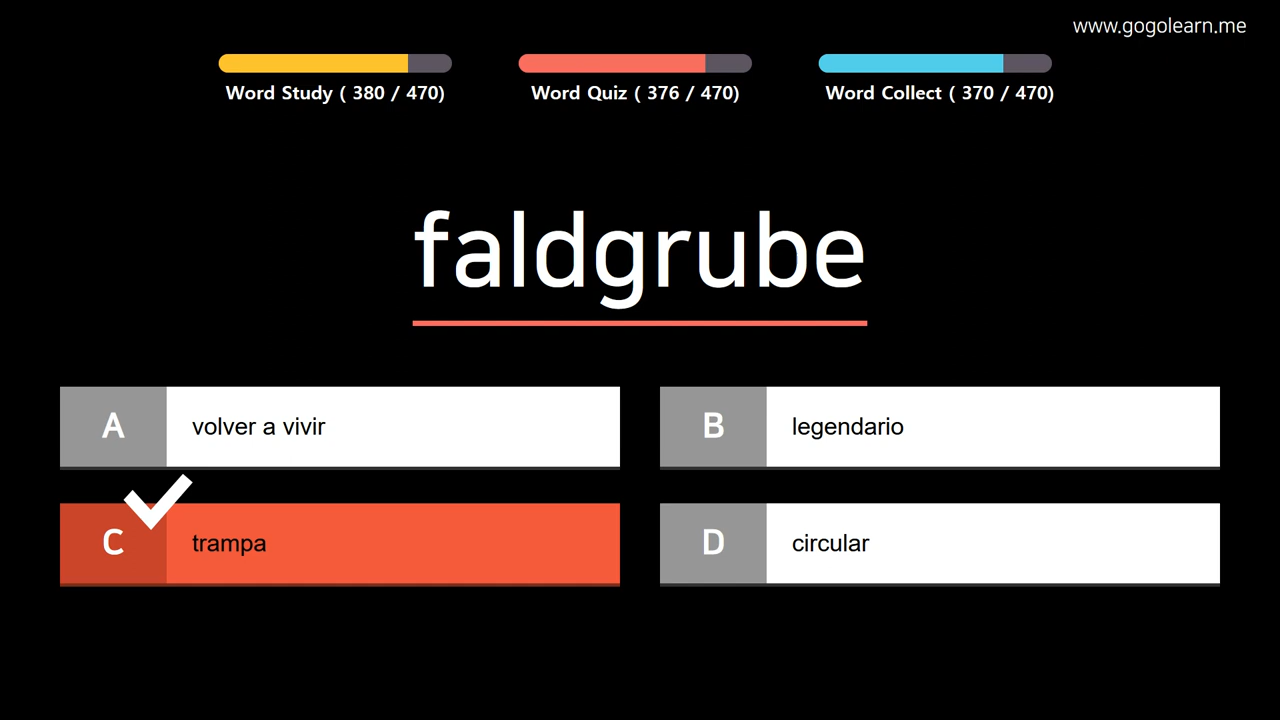 www.gogolearn.me
Word Study ( 380 / 470)
Word Quiz ( 376 / 470)
Word Collect ( 370 / 470)
faldgrube
A volver a vivir
B legendario
C trampa
D circular